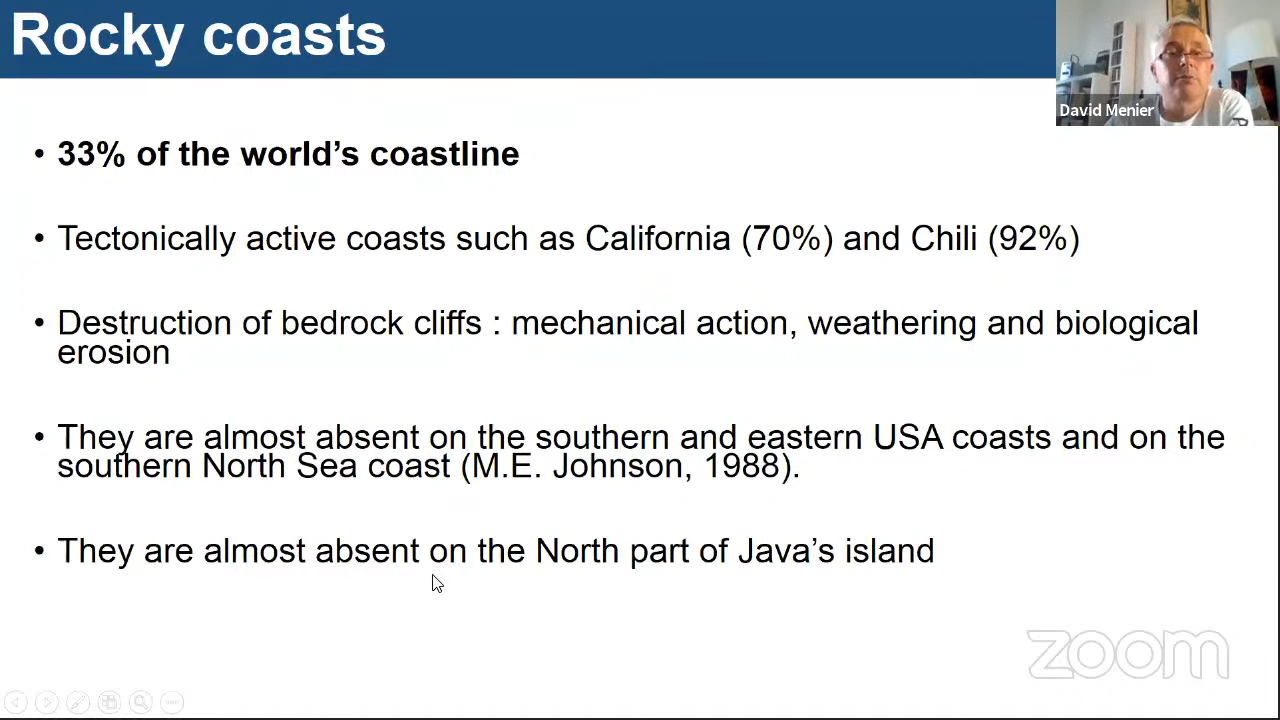 Rocky coasts
David Menier
• 33% of the world’s coastline
• Tectonically active coasts such as California (70%) and Chili (92%)
• Destruction of bedrock cliffs : mechanical action, weathering and biological
erosion
• They are almost absent on the southern and eastern USA coasts and on the
southern North Sea coast (M.E. Johnson, 1988).
• They are almost absent on the North part of Java’s island
zoom